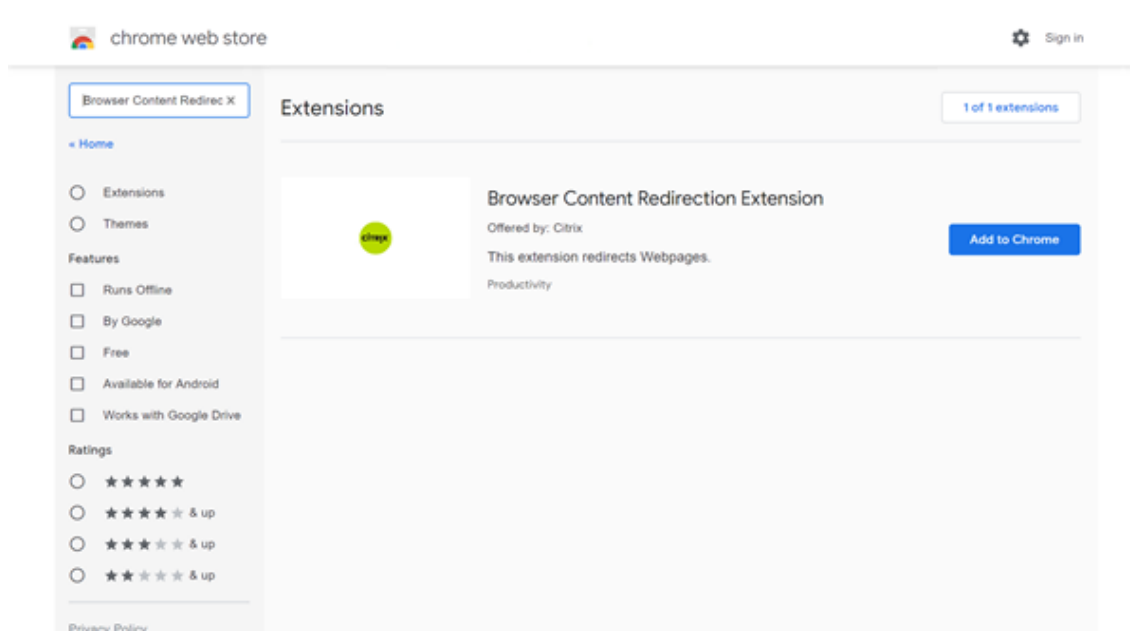 chrome web store
Sign in
Browser Content Redirec ×
« Home
Extensions
Themes
Features
Runs Offline
By Google
Free
Available for Android
Works with Google Drive
Ratings
& up
& up
& up
Privacy Policy
Extensions
1 of 1 extensions
citrix
Browser Content Redirection Extension
Offered by: Citrix
This extension redirects Webpages.
Productivity
Add to Chrome